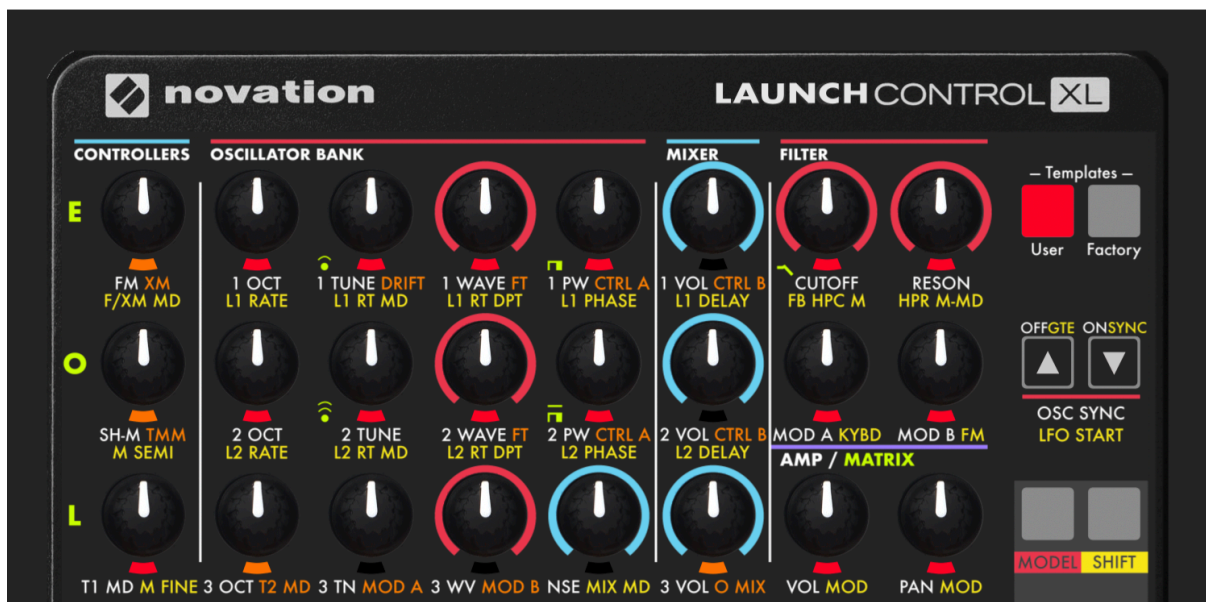 novation
LAUNCH CONTROL XL
CONTROLLERS OSCILLATOR BANK MIXER FILTER
– Templates –
E
User Factory
FM XM 1 OCT 1 TUNE DRIFT 1 WAVE FT 1 PW CTRL A 1 VOL CTRL B CUTOFF RESON
F/XM MD L1 RATE L1 RT MD L1 RT DPT L1 PHASE L1 DELAY FB HPC M HPR M-MD
OFFGTE ONSYNC
O
OSC SYNC
SH-M TMM 2 OCT 2 TUNE 2 WAVE FT 2 PW CTRL A 2 VOL CTRL B MOD A KYBD MOD B FM
LFO START
M SEMI L2 RATE L2 RT MD L2 RT DPT L2 PHASE L2 DELAY
AMP / MATRIX
L
MODEL SHIFT
T1 MD M FINE 3 OCT T2 MD 3 TN MOD A 3 WV MOD B NSE MIX MD 3 VOL O MIX VOL MOD PAN MOD